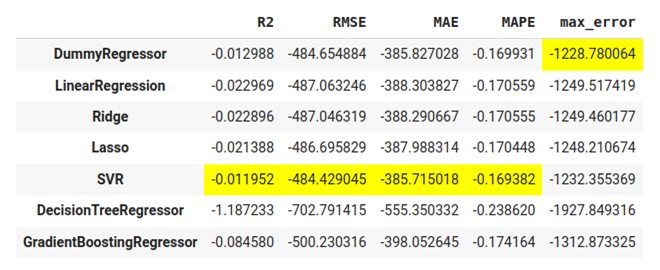 R2 RMSE MAE MAPE max_error
DummyRegressor -0.012988 -484.654884 -385.827028 -0.169931 -1228.780064
LinearRegression -0.022969 -487.063246 -388.303827 -0.170559 -1249.517419
Ridge -0.022896 -487.046319 -388.290667 -0.170555 -1249.460177
Lasso -0.021388 -486.695829 -387.988314 -0.170448 -1248.210674
SVR -0.011952 -484.429045 -385.715018 -0.169382 -1232.355369
DecisionTreeRegressor -1.187233 -702.791415 -555.350332 -0.238620 -1927.849316
GradientBoostingRegressor -0.084580 -500.230316 -398.052645 -0.174164 -1312.873325